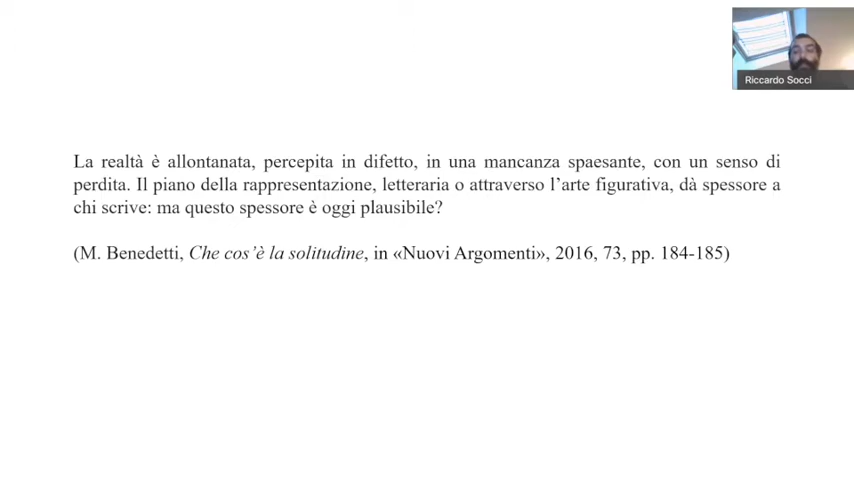 Riccardo Socci
La realtà è allontanata, percepita in difetto, in una mancanza spaesante, con un senso di
perdita. Il piano della rappresentazione, letteraria o attraverso l’arte figurativa, dà spessore a
chi scrive: ma questo spessore è oggi plausibile?
(M. Benedetti, Che cos’è la solitudine, in «Nuovi Argomenti», 2016, 73, pp. 184-185)